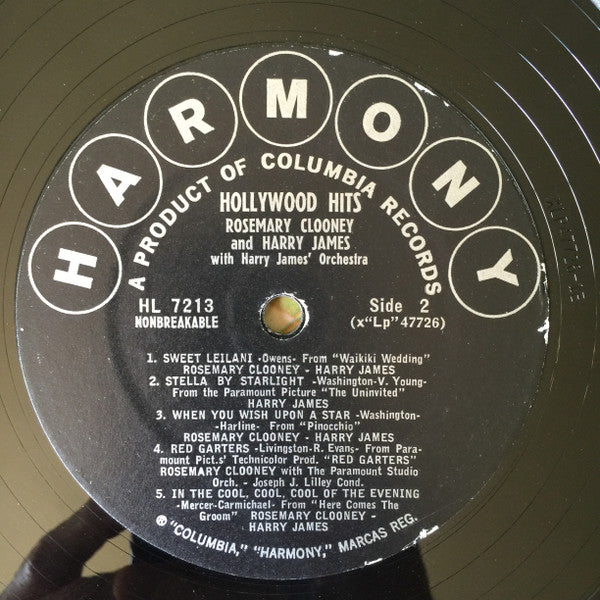 HARMONY
A PRODUCT OF COLUMBIA RECORDS
HOLLYWOOD HITS
ROSEMARY CLOONEY
and HARRY JAMES
with Harry James' Orchestra
HL 7213
NONBREAKABLE
Side 2
(x"Lp" 47726)
1. SWEET LEILANI -Owens- From "Waikiki Wedding"
ROSEMARY CLOONEY - HARRY JAMES
2. STELLA BY STARLIGHT -Washington-V. Young-
From the Paramount Picture "The Uninvited"
HARRY JAMES
3. WHEN YOU WISH UPON A STAR -Washington-
-Harline- From "Pinocchio"
ROSEMARY CLOONEY - HARRY JAMES
4. RED GARTERS -Livingston-R. Evans- From Para-
mount Pict.s' Technicolor Prod. "RED GARTERS"
ROSEMARY CLOONEY with The Paramount Studio
Orch. - Joseph J. Lilley Cond.
5. IN THE COOL, COOL, COOL OF THE EVENING
-Mercer-Carmichael- From "Here Comes The
Groom" ROSEMARY CLOONEY -
HARRY JAMES
® "COLUMBIA," "HARMONY," MARCAS REG.